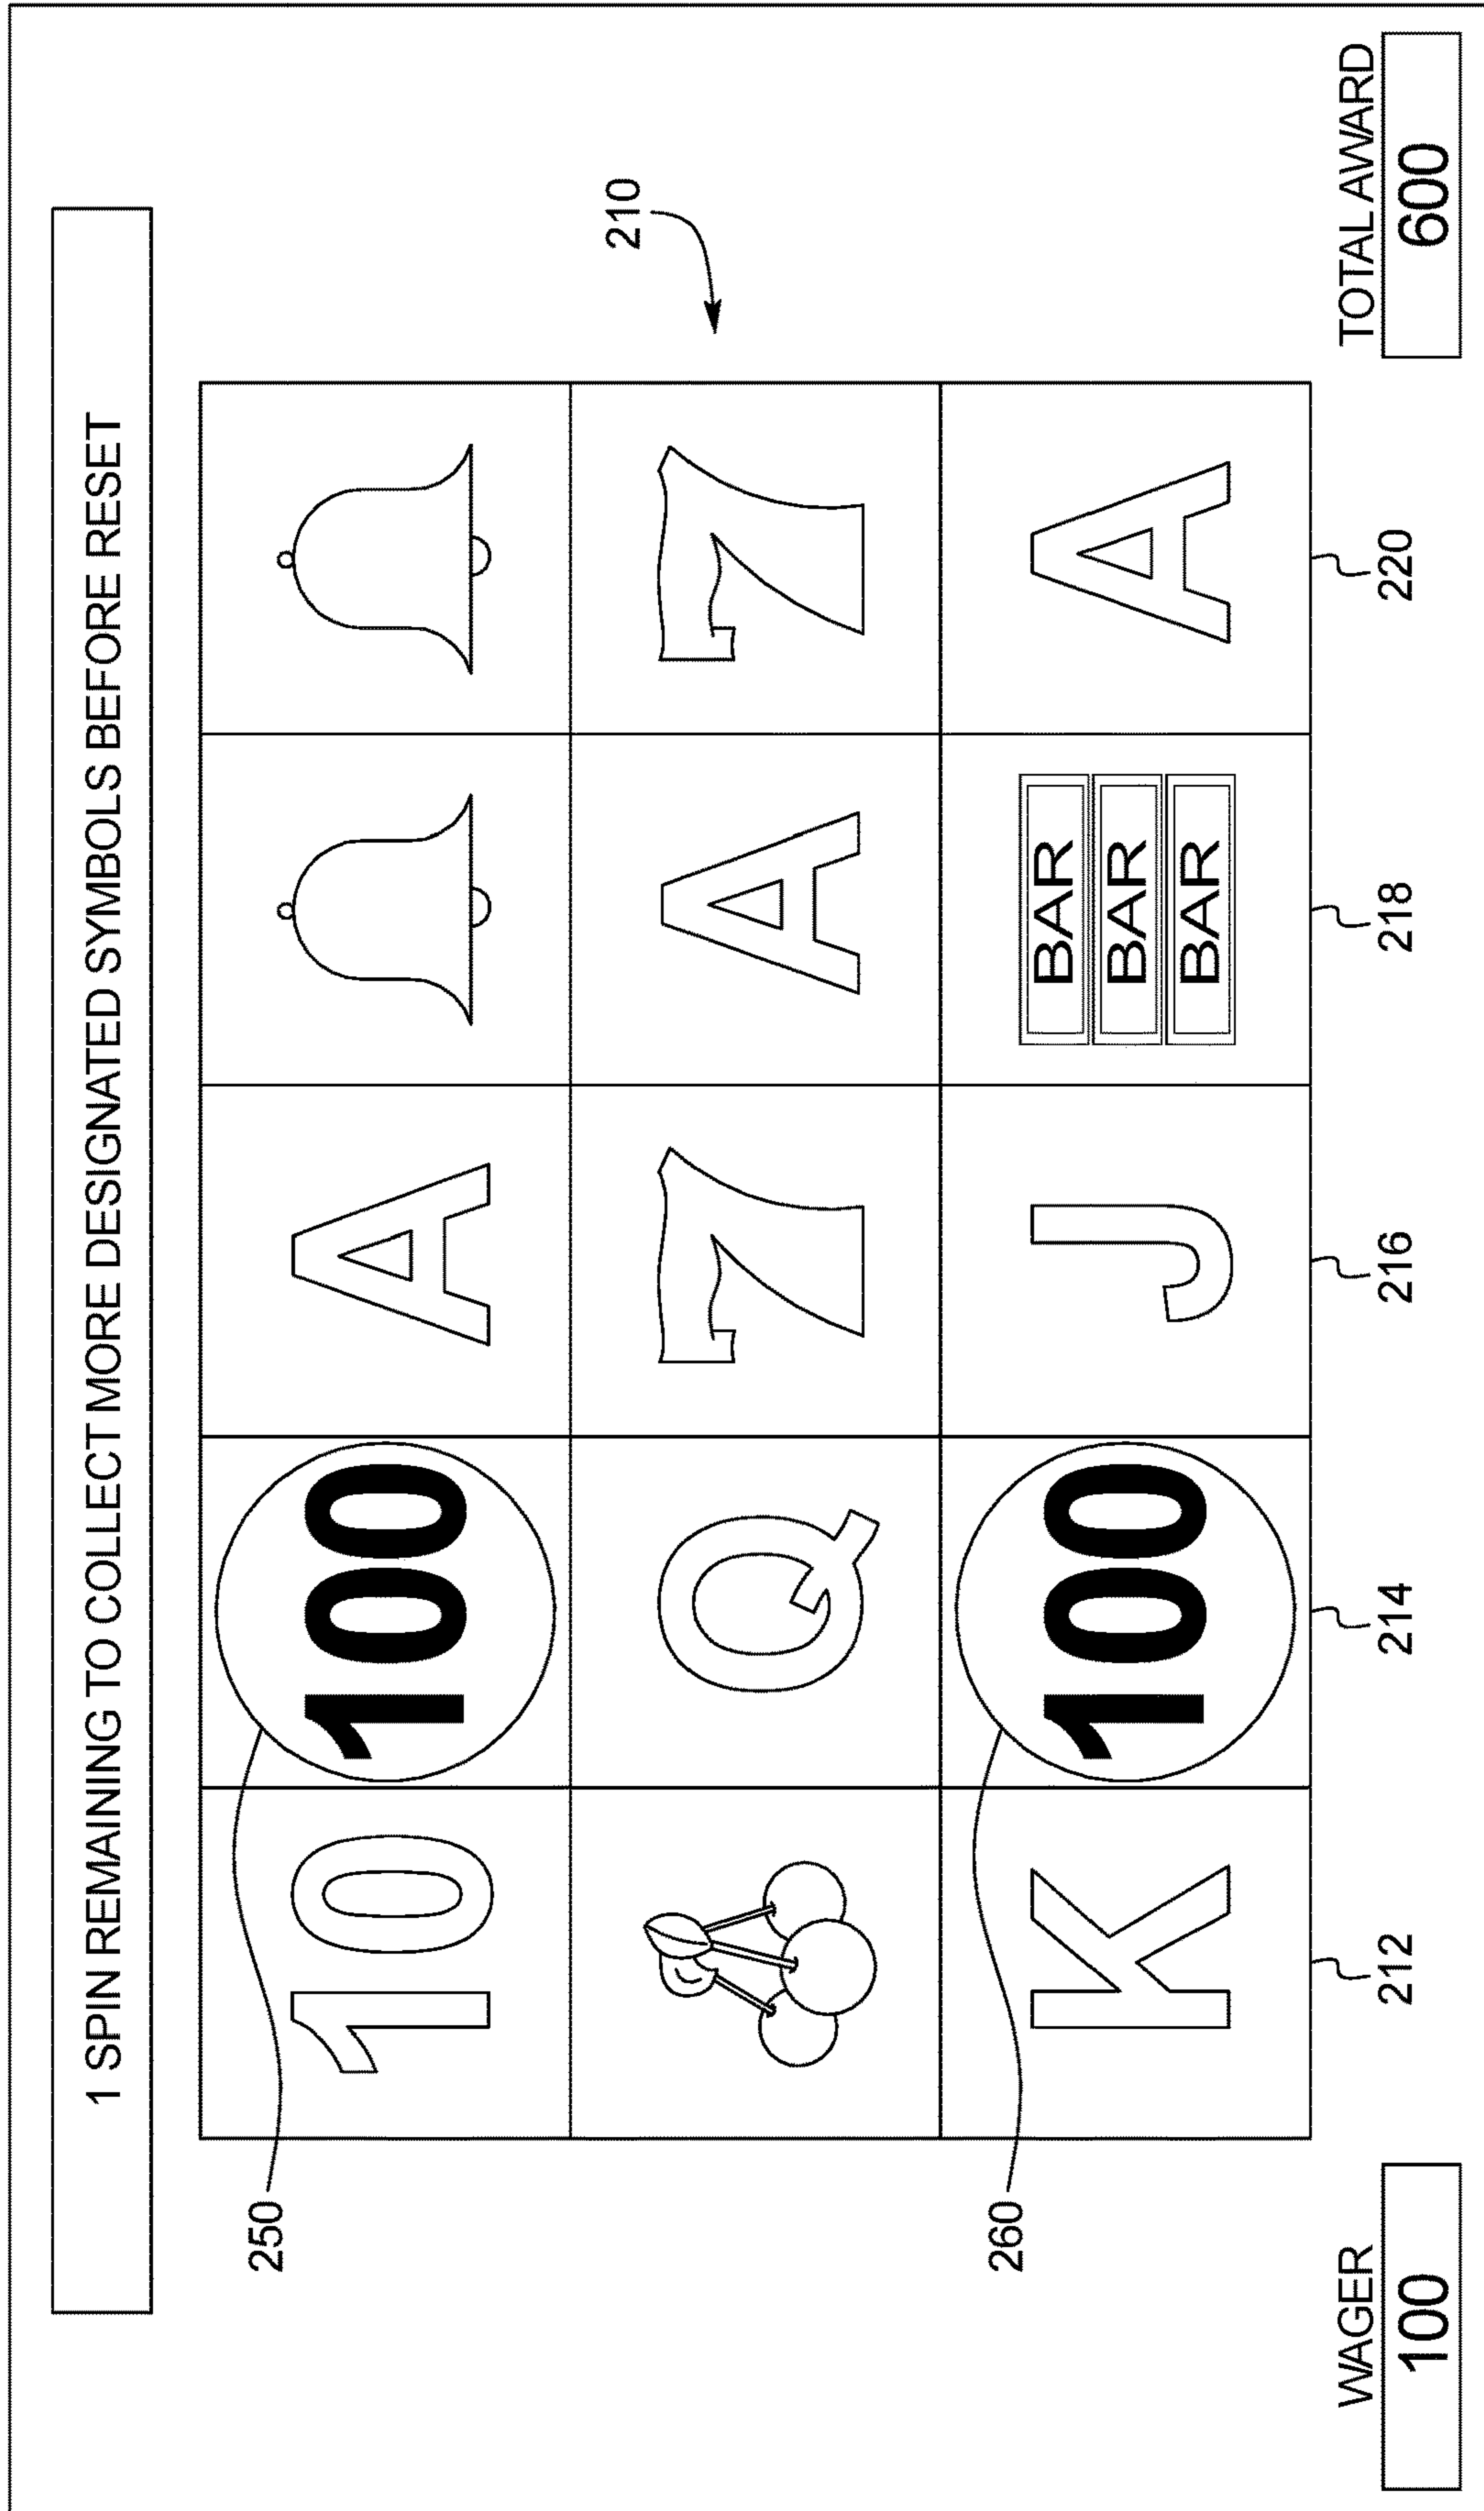 1 SPIN REMAINING TO COLLECT MORE DESIGNATED SYMBOLS BEFORE RESET
250
10 100 A
210
7 A
Q 7
260
K 100 J BAR A
BAR
BAR
212 214 216 218 220
WAGER
100
TOTAL AWARD
600